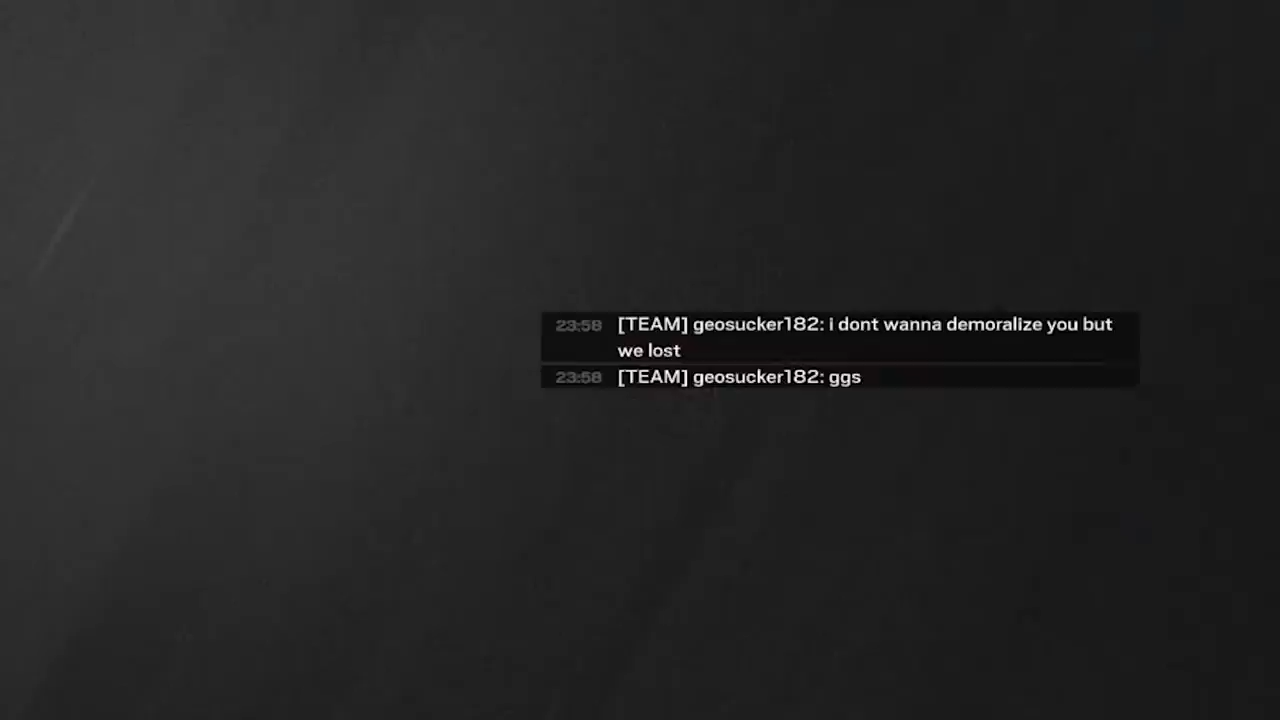 23:58 [TEAM] geosucker182: i dont wanna demoralize you but
we lost
23:58 [TEAM] geosucker182: ggs